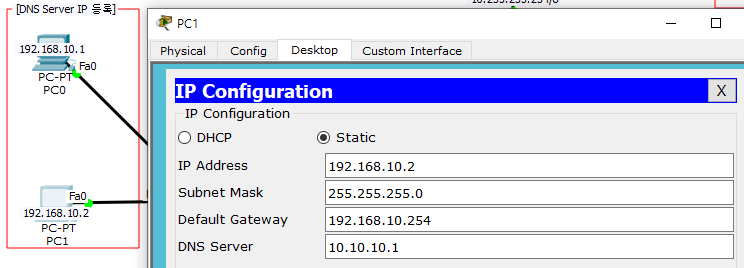 [DNS Server IP 등록]
192.168.10.1
Fa0
PC-PT
PC0
Fa0
192.168.10.2
PC-PT
PC1
PC1
Physical Config Desktop Custom Interface
IP Configuration X
IP Configuration
DHCP Static
IP Address 192.168.10.2
Subnet Mask 255.255.255.0
Default Gateway 192.168.10.254
DNS Server 10.10.10.1